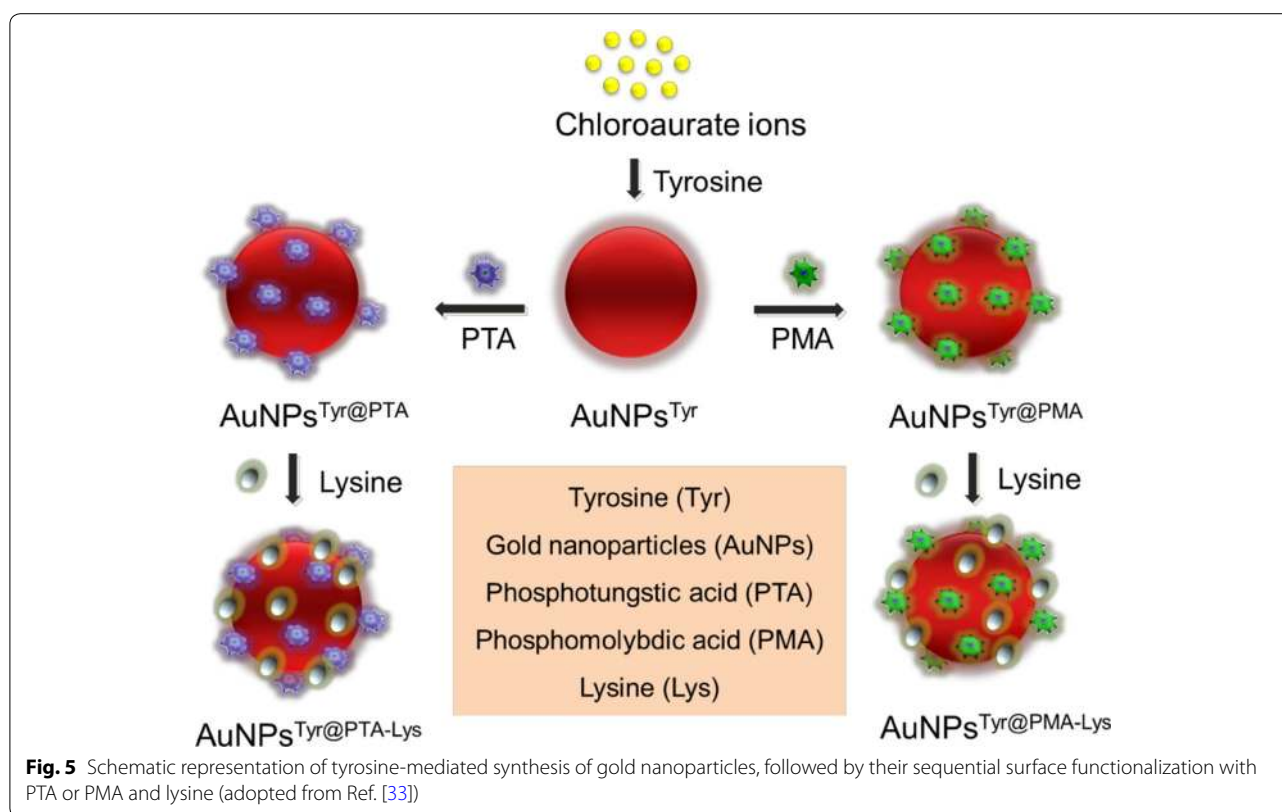 Chloroaurate ions
Tyrosine
PTA
PMA
AuNPsTyr@PTA
AuNPsTyr
AuNPsTyr@PMA
Lysine
Lysine
Tyrosine (Tyr)
Gold nanoparticles (AuNPs)
Phosphotungstic acid (PTA)
Phosphomolybdic acid (PMA)
Lysine (Lys)
AuNPsTyr@PTA-Lys
AuNPsTyr@PMA-Lys
Fig. 5 Schematic representation of tyrosine-mediated synthesis of gold nanoparticles, followed by their sequential surface functionalization with
PTA or PMA and lysine (adopted from Ref. [33])